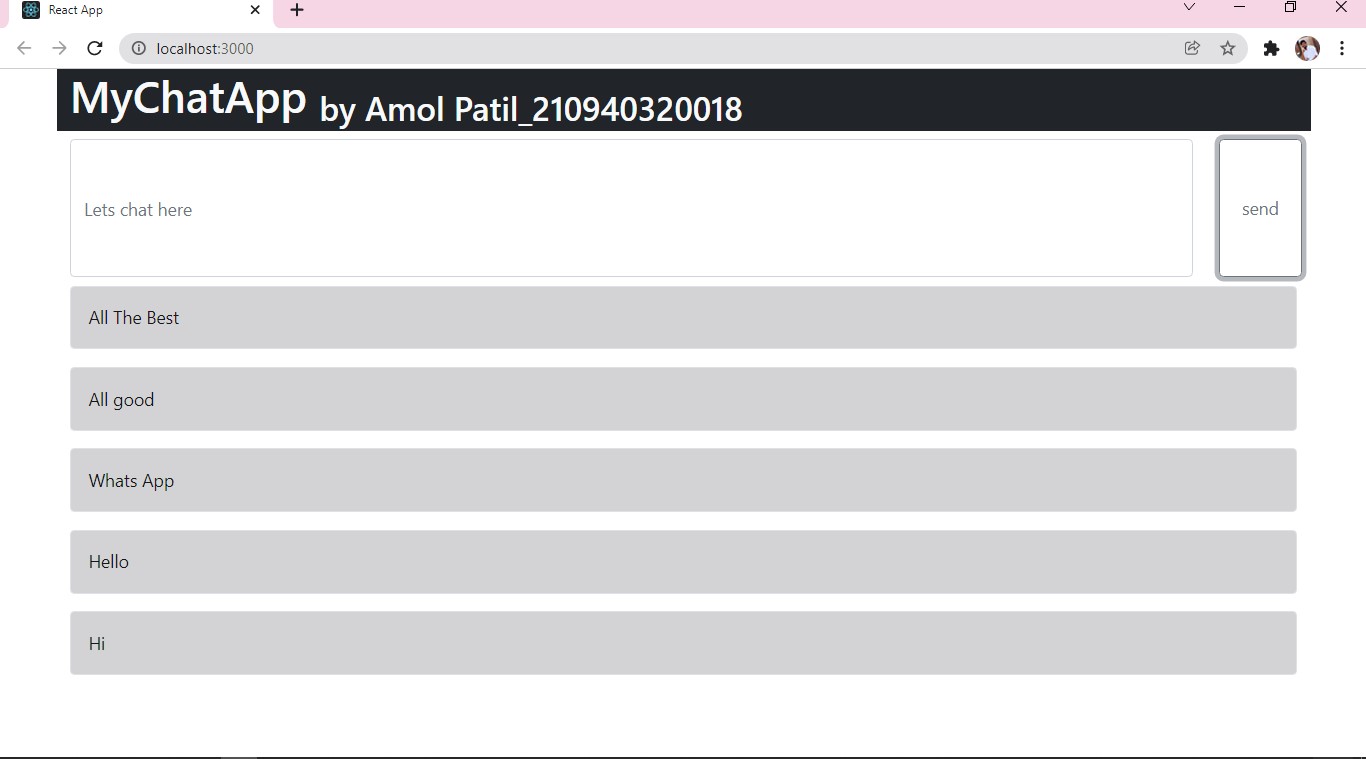 React App
localhost:3000
MyChatApp by Amol Patil_210940320018
Lets chat here
send
All The Best
All good
Whats App
Hello
Hi